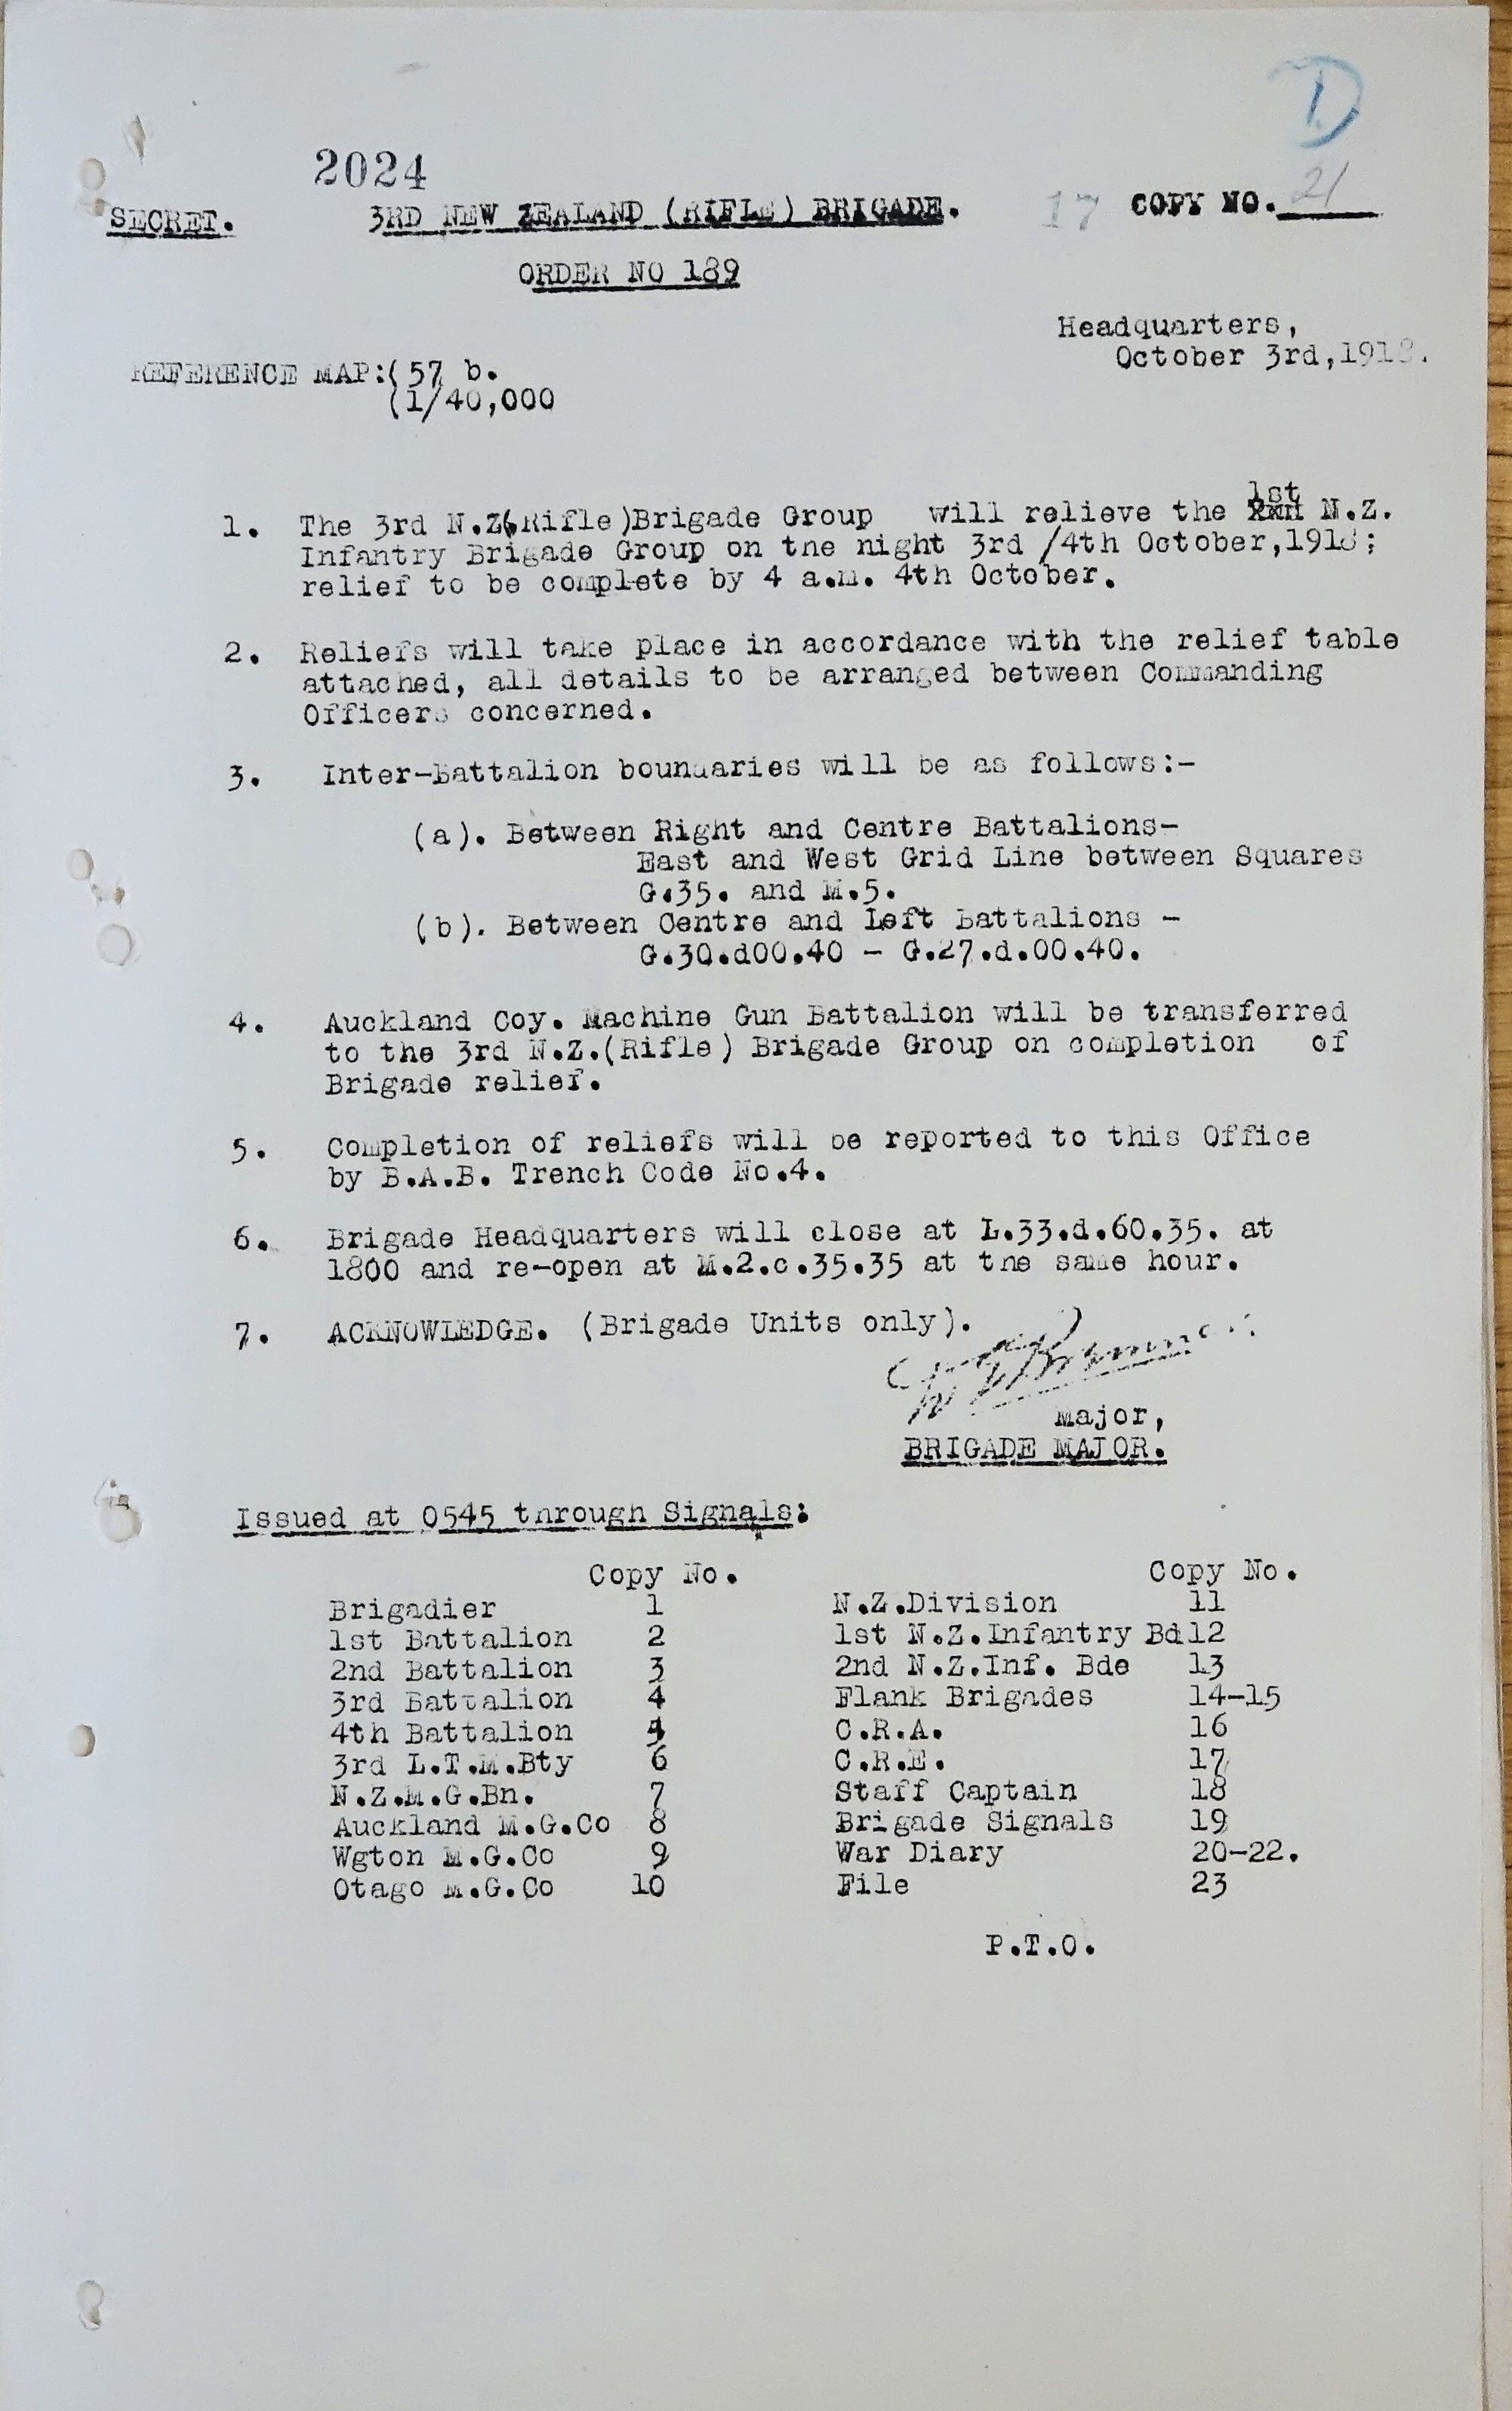 D
2024
SECRET. 3RD NEW ZEALAND (RIFLE) BRIGADE. 17 COPY NO. 21
ORDER NO 189
Headquarters,
October 3rd,1918.
REFERENCE MAP:( 57 b.
(1/40,000
1st
1. The 3rd N.Z(Rifle)Brigade Group will relieve the N.Z.
Infantry Brigade Group on the night 3rd /4th October,1918;
relief to be complete by 4 a.m. 4th October.
2. Reliefs will take place in accordance with the relief table
attached, all details to be arranged between Commanding
Officers concerned.
3. Inter-Battalion boundaries will be as follows:-
(a). Between Right and Centre Battalions-
East and West Grid Line between Squares
G.35. and M.5.
(b). Between Centre and Left Battalions -
G.30.d00.40 - G.27.d.00.40.
4. Auckland Coy. Machine Gun Battalion will be transferred
to the 3rd N.Z.(Rifle) Brigade Group on completion of
Brigade relief.
5. Completion of reliefs will be reported to this Office
by B.A.B. Trench Code No.4.
6. Brigade Headquarters will close at L.33.d.60.35. at
1800 and re-open at M.2.c.35.35 at the same hour.
7. ACKNOWLEDGE. (Brigade Units only).
Major,
BRIGADE MAJOR.
Issued at 0545 through Signals:
Copy No. Copy No.
Brigadier 1 N.Z.Division 11
1st Battalion 2 1st N.Z.Infantry Bd12
2nd Battalion 3 2nd N.Z.Inf. Bde 13
3rd Battalion 4 Flank Brigades 14-15
4th Battalion 5 C.R.A. 16
3rd L.T.M.Bty 6 C.R.E. 17
N.Z.M.G.Bn. 7 Staff Captain 18
Auckland M.G.Co 8 Brigade Signals 19
Wgton M.G.Co 9 War Diary 20-22.
Otago M.G.Co 10 File 23
P.T.O.